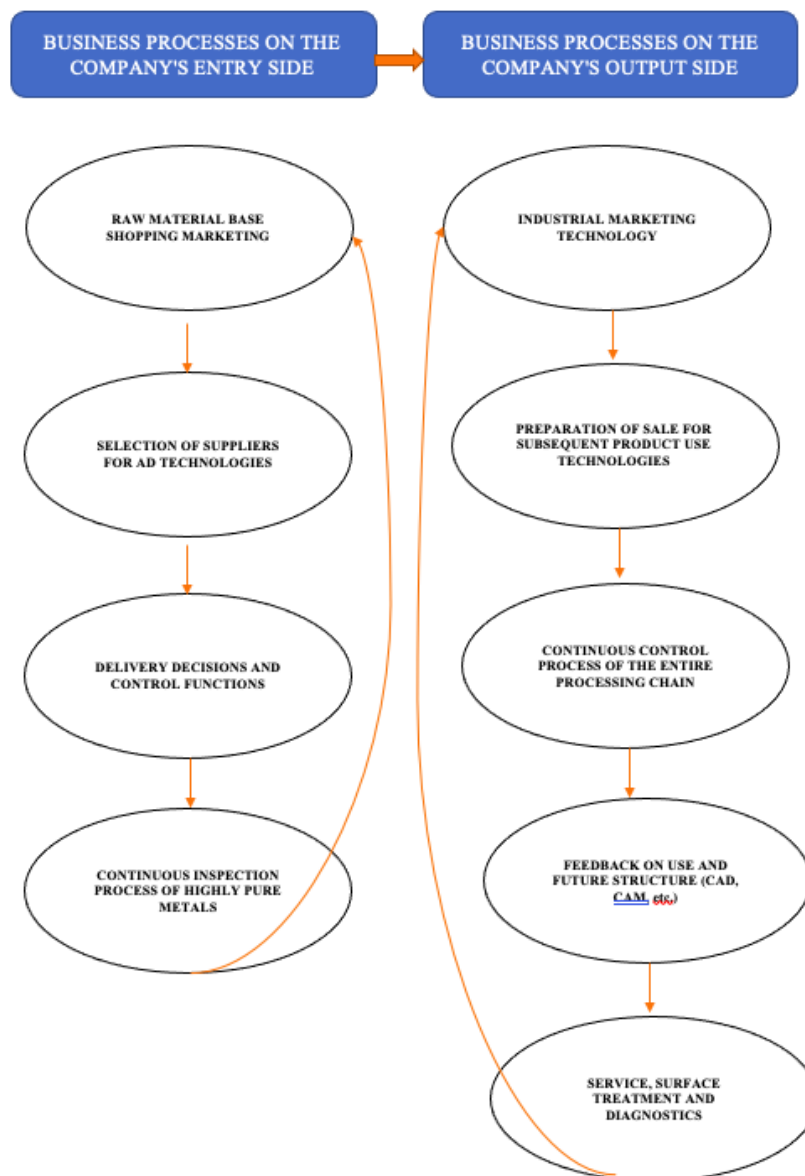 BUSINESS PROCESSES ON THE
COMPANY'S ENTRY SIDE
BUSINESS PROCESSES ON THE
COMPANY'S OUTPUT SIDE
RAW MATERIAL BASE
SHOPPING MARKETING
SELECTION OF SUPPLIERS
FOR AD TECHNOLOGIES
DELIVERY DECISIONS AND
CONTROL FUNCTIONS
CONTINUOUS INSPECTION
PROCESS OF HIGHLY PURE
METALS
INDUSTRIAL MARKETING
TECHNOLOGY
PREPARATION OF SALE FOR
SUBSEQUENT PRODUCT USE
TECHNOLOGIES
CONTINUOUS CONTROL
PROCESS OF THE ENTIRE
PROCESSING CHAIN
FEEDBACK ON USE AND
FUTURE STRUCTURE (CAD,
CAM, etc.)
SERVICE, SURFACE
TREATMENT AND
DIAGNOSTICS